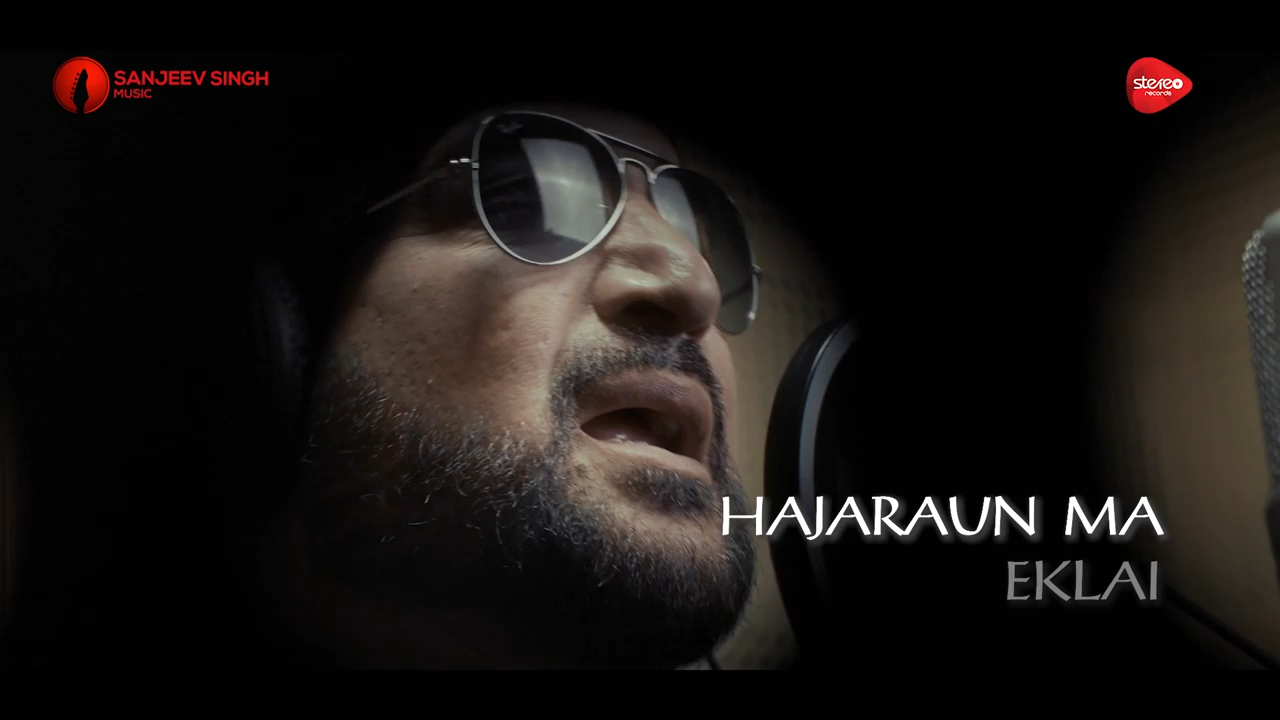 SANJEEV SINGH
MUSIC
stereo
records
HAJARAUN MA
EKLAI